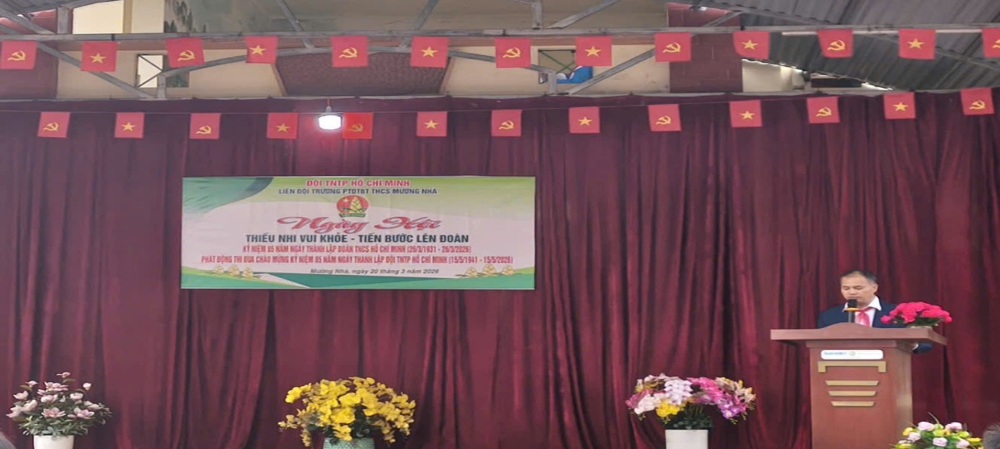 ĐỘI TNTP HỒ CHÍ MINH
LIÊN ĐỘI TRƯỜNG PTDTBT THCS MƯỜNG NHÀ
Ngày Hội
THIẾU NHI VUI KHỎE - TIẾN BƯỚC LÊN ĐOÀN
KỶ NIỆM 95 NĂM NGÀY THÀNH LẬP ĐOÀN TNCS HỒ CHÍ MINH (26/3/1931 - 26/3/2026)
PHÁT ĐỘNG THI ĐUA CHÀO MỪNG KỶ NIỆM 85 NĂM NGÀY THÀNH LẬP ĐỘI TNTP HỒ CHÍ MINH (15/5/1941 - 15/5/2026)
Mường Nhà, ngày 20 tháng 3 năm 2026